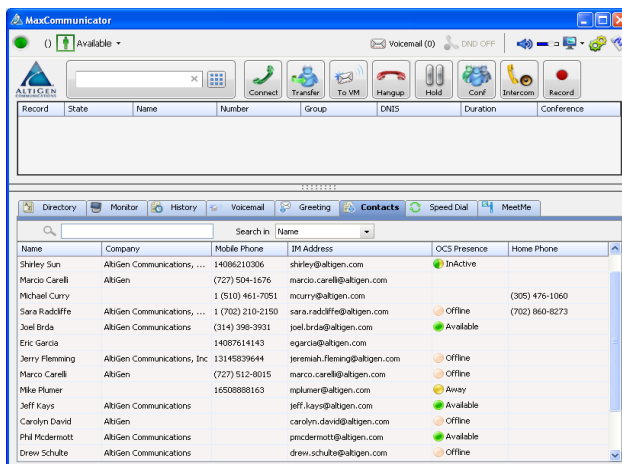 MaxCommunicator
() Available Voicemail (0) DND OFF
ALTIGEN
COMMUNICATIONS
Connect Transfer To VM Hangup Hold Conf Intercom Record
Record State Name Number Group DNIS Duration Conference
Directory Monitor History Voicemail Greeting Contacts Speed Dial MeetMe
Search in Name
Name Company Mobile Phone IM Address OCS Presence Home Phone
Shirley Sun AltiGen Communications, ... 14086210306 shirley@altigen.com InActive
Marcio Carelli AltiGen (727) 504-1676 marcio.carelli@altigen.com
Michael Curry 1 (510) 461-7051 mcurry@altigen.com (305) 476-1060
Sara Radcliffe AltiGen Communications, ... 1 (702) 210-2150 sara.radcliffe@altigen.com Offline (702) 860-8273
Joel Brda AltiGen Communications (314) 398-3931 joel.brda@altigen.com Available
Eric Garcia 14087614143 egarcia@altigen.com
Jerry Flemming AltiGen Communications, Inc 13145839644 jeremiah.fleming@altigen.com Offline
Marco Carelli AltiGen (727) 512-8015 marco.carelli@altigen.com Offline
Mike Plumer 16508888163 mplumer@altigen.com Away
Jeff Kays AltiGen Communications jeff.kays@altigen.com Available
Carolyn David AltiGen carolyn.david@altigen.com Offline
Phil Mcdermott AltiGen Communications pmcdermott@altigen.com Available
Drew Schulte AltiGen Communications drew.schulte@altigen.com Offline